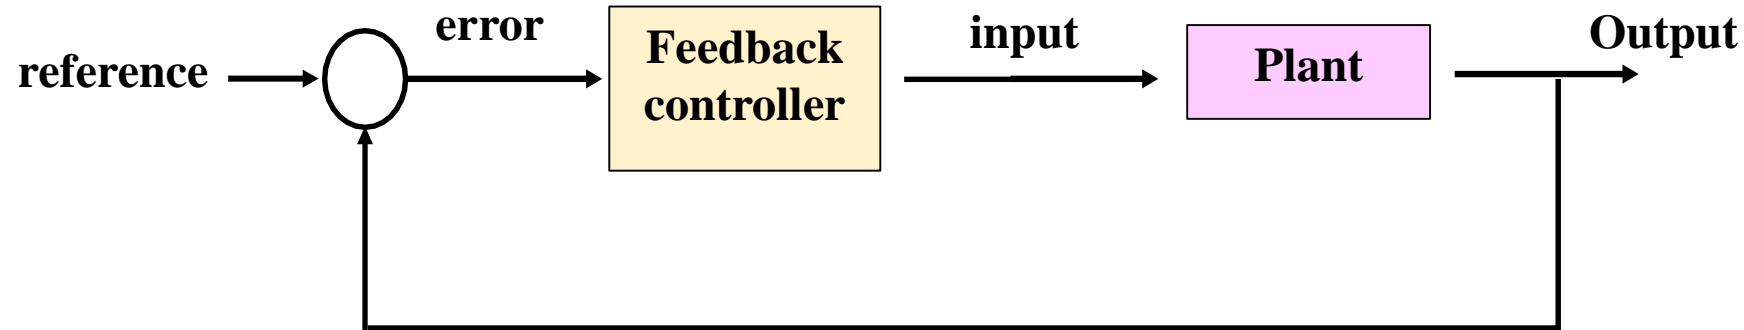 reference
error
Feedback
controller
input
Plant
Output